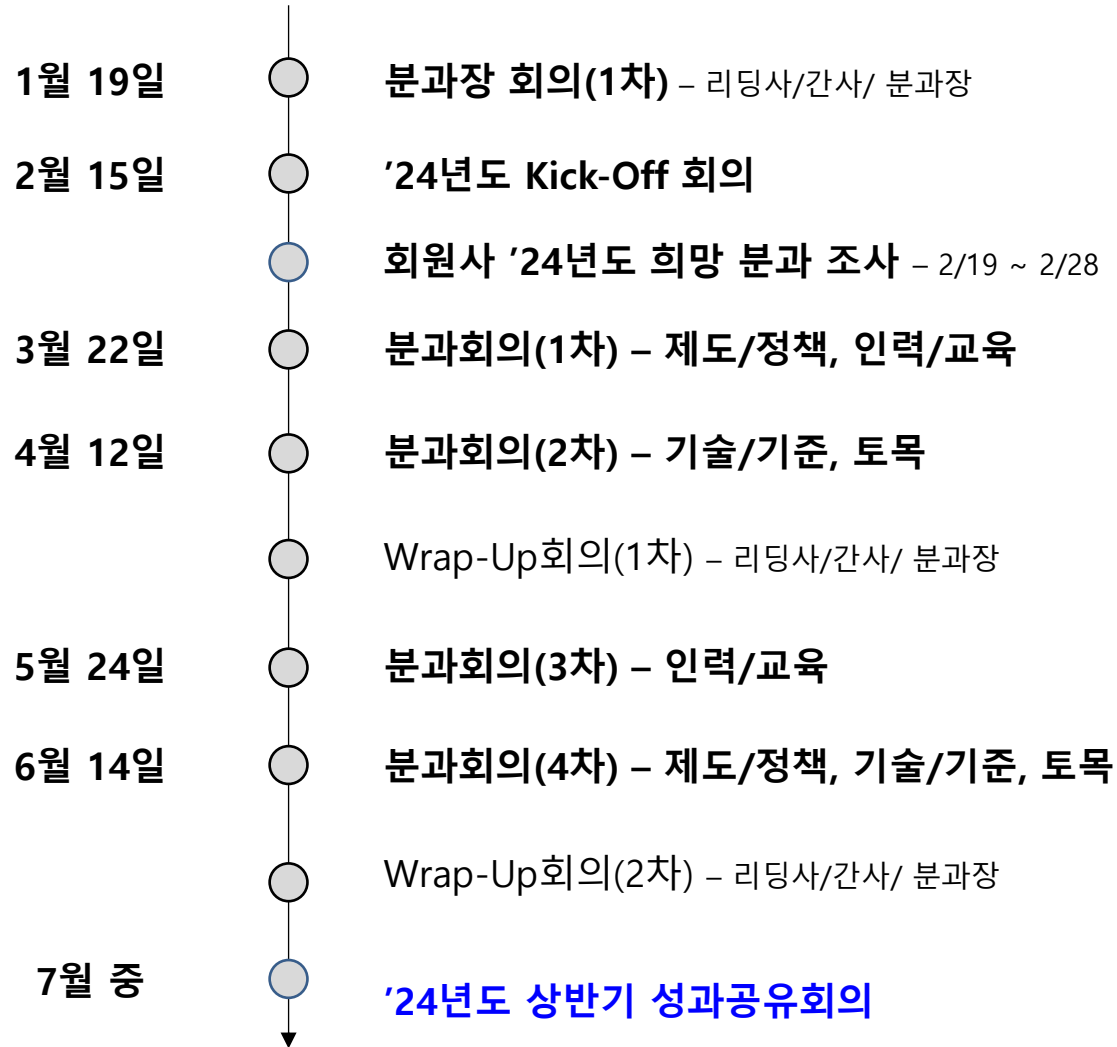 1월 19일 분과장 회의(1차) – 리딩사/간사/ 분과장
2월 15일 ’24년도 Kick-Off 회의
회원사 ’24년도 희망 분과 조사 – 2/19 ~ 2/28
3월 22일 분과회의(1차) – 제도/정책, 인력/교육
4월 12일 분과회의(2차) – 기술/기준, 토목
Wrap-Up회의(1차) – 리딩사/간사/ 분과장
5월 24일 분과회의(3차) – 인력/교육
6월 14일 분과회의(4차) – 제도/정책, 기술/기준, 토목
Wrap-Up회의(2차) – 리딩사/간사/ 분과장
7월 중 ’24년도 상반기 성과공유회의